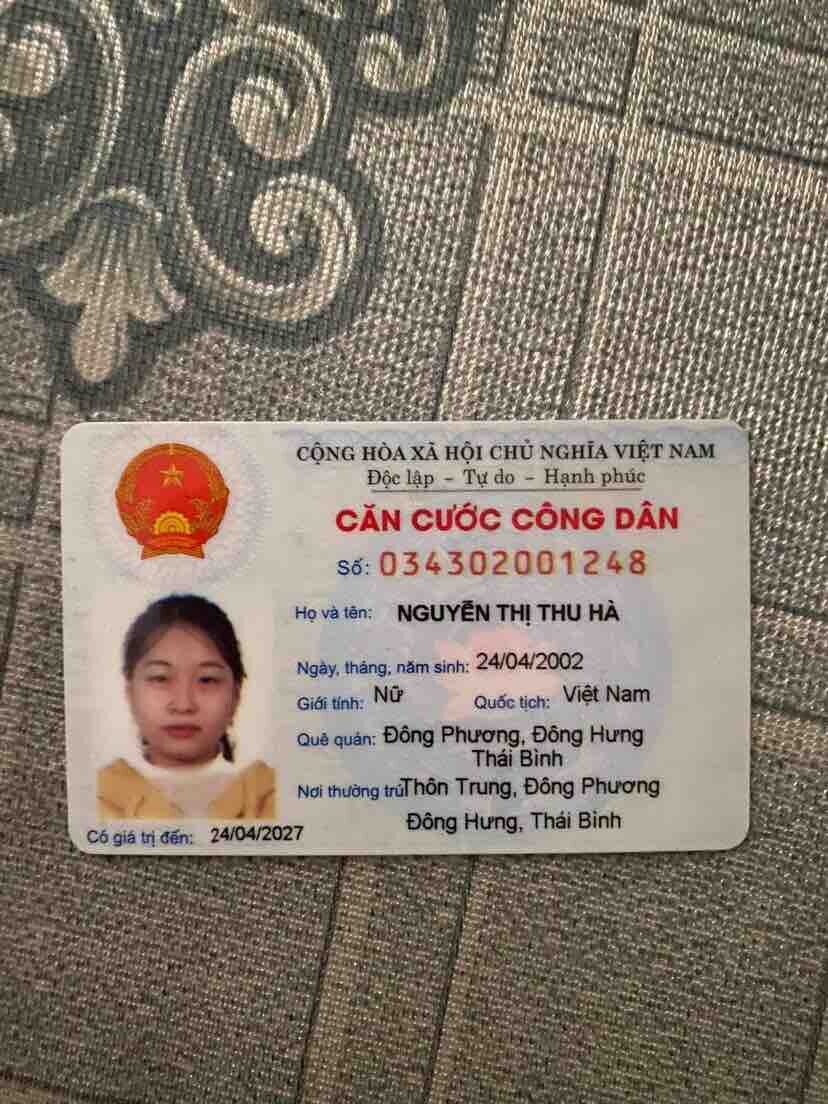 CỘNG HÒA XÃ HỘI CHỦ NGHĨA VIỆT NAM
Độc lập - Tự do - Hạnh phúc
CĂN CƯỚC CÔNG DÂN
Số: 034302001248
Họ và tên: NGUYỄN THỊ THU HÀ
Ngày, tháng, năm sinh: 24/04/2002
Giới tính: Nữ Quốc tịch: Việt Nam
Quê quán: Đông Phương, Đông Hưng
Thái Bình
Nơi thường trú: Thôn Trung, Đông Phương
Đông Hưng, Thái Bình
Có giá trị đến: 24/04/2027